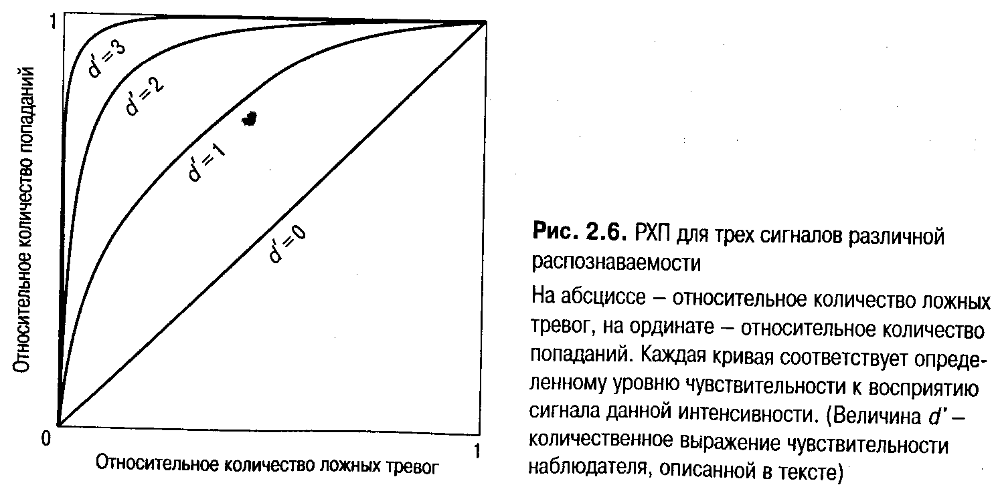 1
Относительное количество попаданий
d'=3
d'=2
d'=1
d'=0
0
1
Относительное количество ложных тревог
Рис. 2.6. РХП для трех сигналов различной
распознаваемости
На абсциссе – относительное количество ложных
тревог, на ординате – относительное количество
попаданий. Каждая кривая соответствует опреде-
ленному уровню чувствительности к восприятию
сигнала данной интенсивности. (Величина d' –
количественное выражение чувствительности
наблюдателя, описанной в тексте)